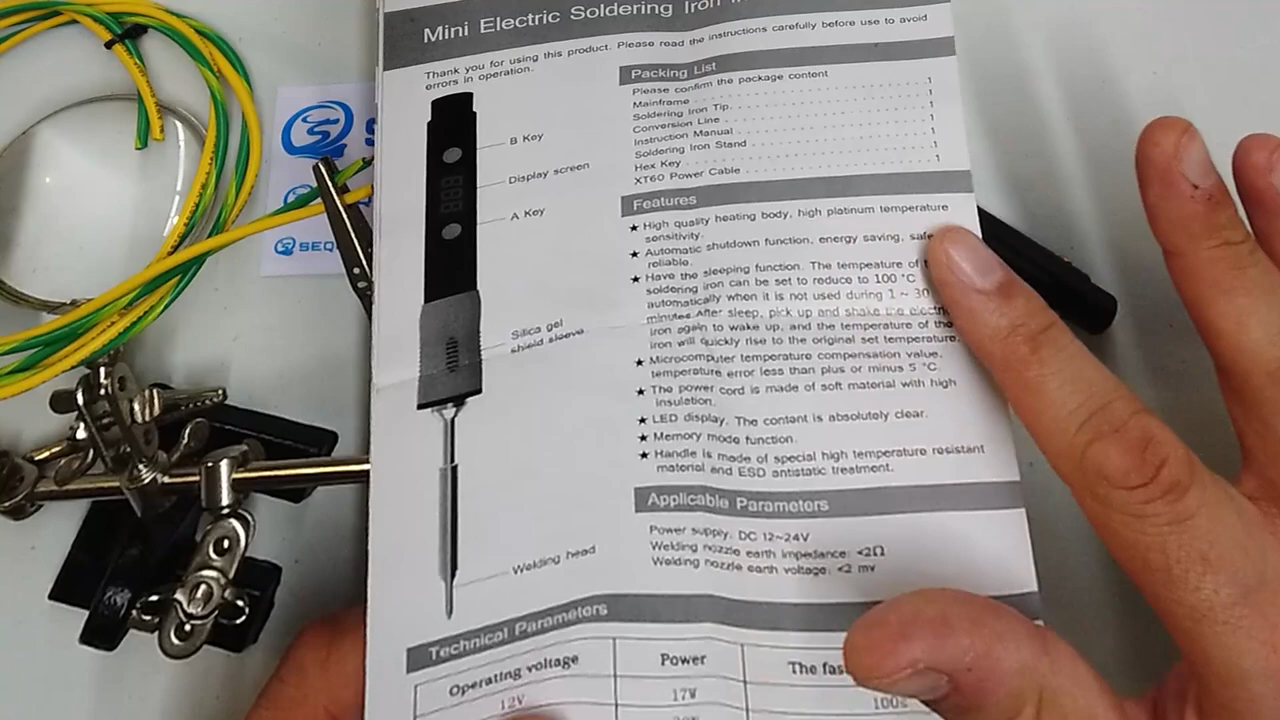 Mini Electric Soldering Iron
Thank you for using this product. Please read the instructions carefully before use to avoid
errors in operation.
B Key
Display screen
A Key
Silica gel
shield sleeve
Welding head
Packing List
Please confirm the package content
Mainframe 1
Soldering Iron Tip 1
Conversion Line 1
Instruction Manual 1
Soldering Iron Stand 1
Hex Key 1
XT60 Power Cable 1
Features
★ High quality heating body, high platinum temperature
sensitivity.
★ Automatic shutdown function, energy saving,
reliable.
★ Have the sleeping function. The tempeature of
soldering iron can be set to reduce to 100 °C
automatically when it is not used during 1 ~ 30
minutes. After sleep, pick up and shake the electric
iron again to wake up, and the temperature of the
iron will quickly rise to the original set temperature.
★ Microcomputer temperature compensation value,
temperature error less than plus or minus 5 °C.
★ The power cord is made of soft material with high
insulation.
★ LED display. The content is absolutely clear.
★ Memory mode function.
★ Handle is made of special high temperature resistant
material and ESD antistatic treatment.
Applicable Parameters
Power supply: DC 12~24V
Welding nozzle earth impedance: <2Ω
Welding nozzle earth voltage: <2 mv
Technical Parameters
Operating voltage Power The
12V 17W 100s
SEQ